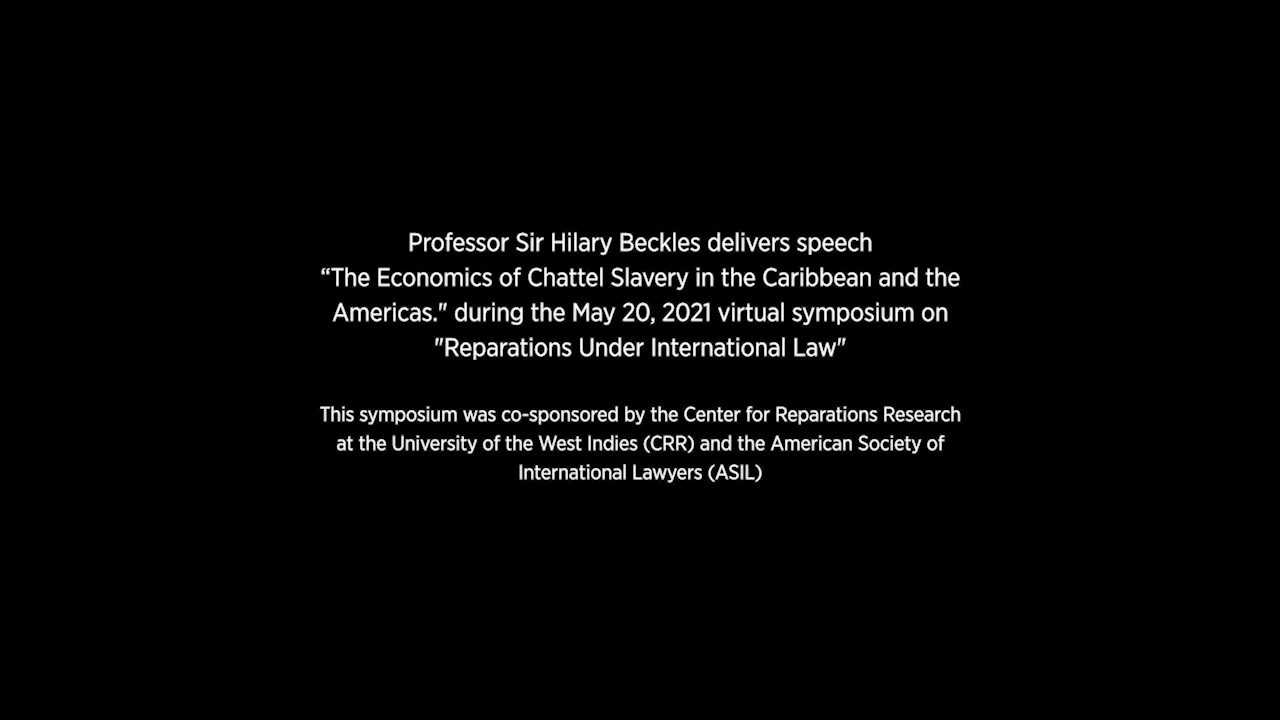 Professor Sir Hilary Beckles delivers speech
“The Economics of Chattel Slavery in the Caribbean and the
Americas." during the May 20, 2021 virtual symposium on
"Reparations Under International Law"
This symposium was co-sponsored by the Center for Reparations Research
at the University of the West Indies (CRR) and the American Society of
International Lawyers (ASIL)